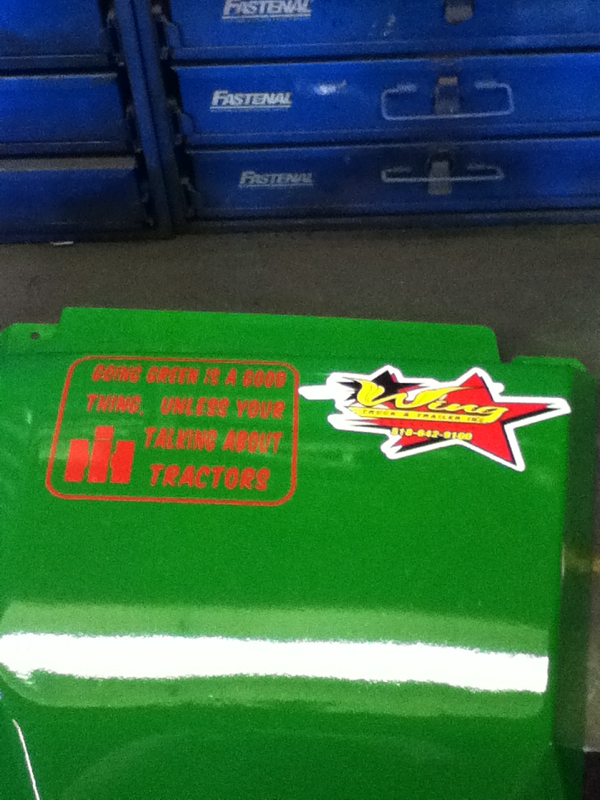 FASTENAL
FASTENAL
FASTENAL
GOING GREEN IS A GOOD
THING, UNLESS YOUR
TALKING ABOUT
TRACTORS
Wing
TRUCK & TRAILER INC